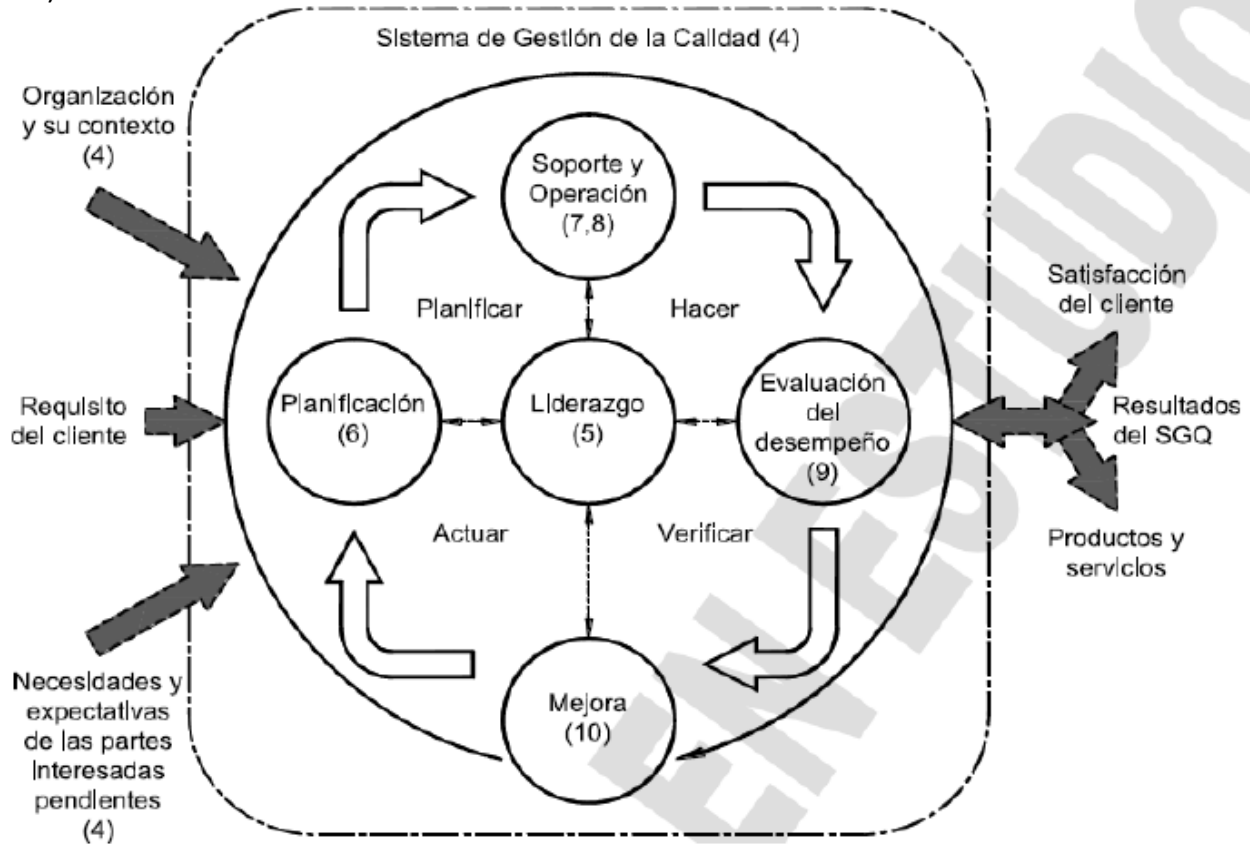 Sistema de Gestión de la Calidad (4)
Organización
y su contexto
(4)
Soporte y
Operación
(7,8)
Planificar
Hacer
Satisfacción
del cliente
Requisito
del cliente
Planificación
(6)
Liderazgo
(5)
Evaluación
del
desempeño
(9)
Resultados
del SGQ
Actuar
Verificar
Productos y
servicios
Necesidades y
expectativas
de las partes
interesadas
pendientes
(4)
Mejora
(10)
EN ESTUDIO